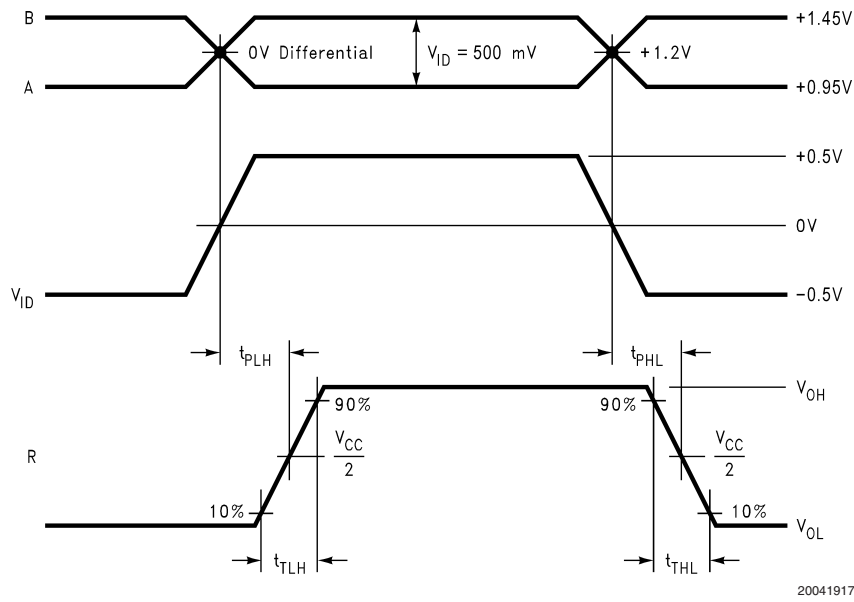 B +1.45V
0V Differential V_ID = 500 mV +1.2V
A +0.95V
+0.5V
0V
V_ID −0.5V
t_PLH t_PHL
V_OH
90% 90%
R V_CC/2 V_CC/2
10% 10%
V_OL
t_TLH t_THL
20041917